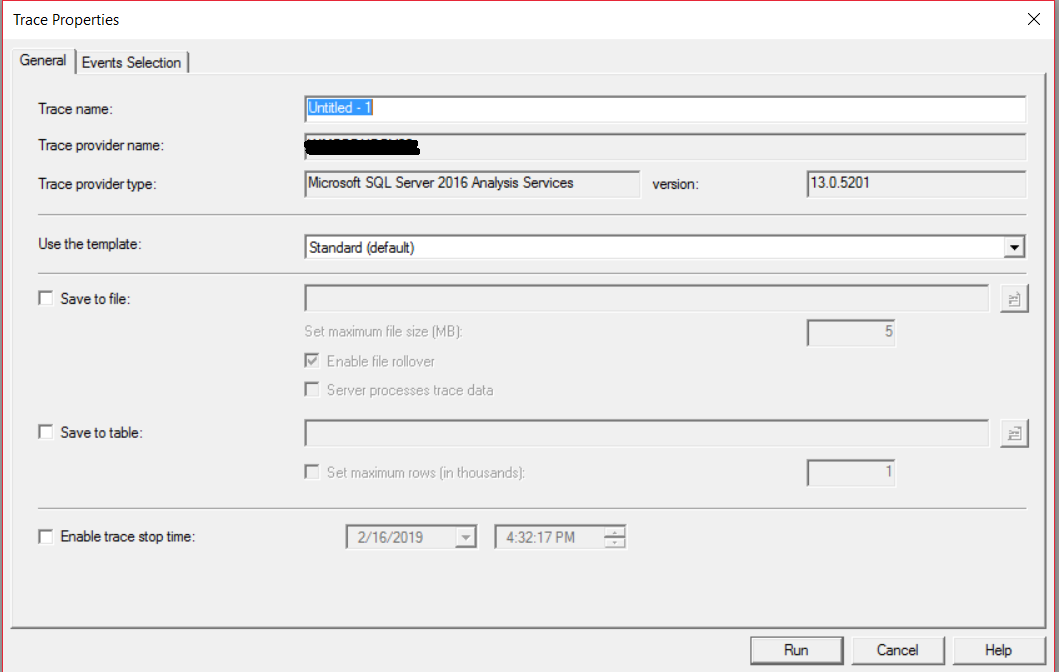 Trace Properties
General Events Selection
Trace name: Untitled - 1
Trace provider name:
Trace provider type: Microsoft SQL Server 2016 Analysis Services version: 13.0.5201
Use the template: Standard (default)
Save to file:
Set maximum file size (MB): 5
Enable file rollover
Server processes trace data
Save to table:
Set maximum rows (in thousands): 1
Enable trace stop time: 2/16/2019 4:32:17 PM
Run Cancel Help